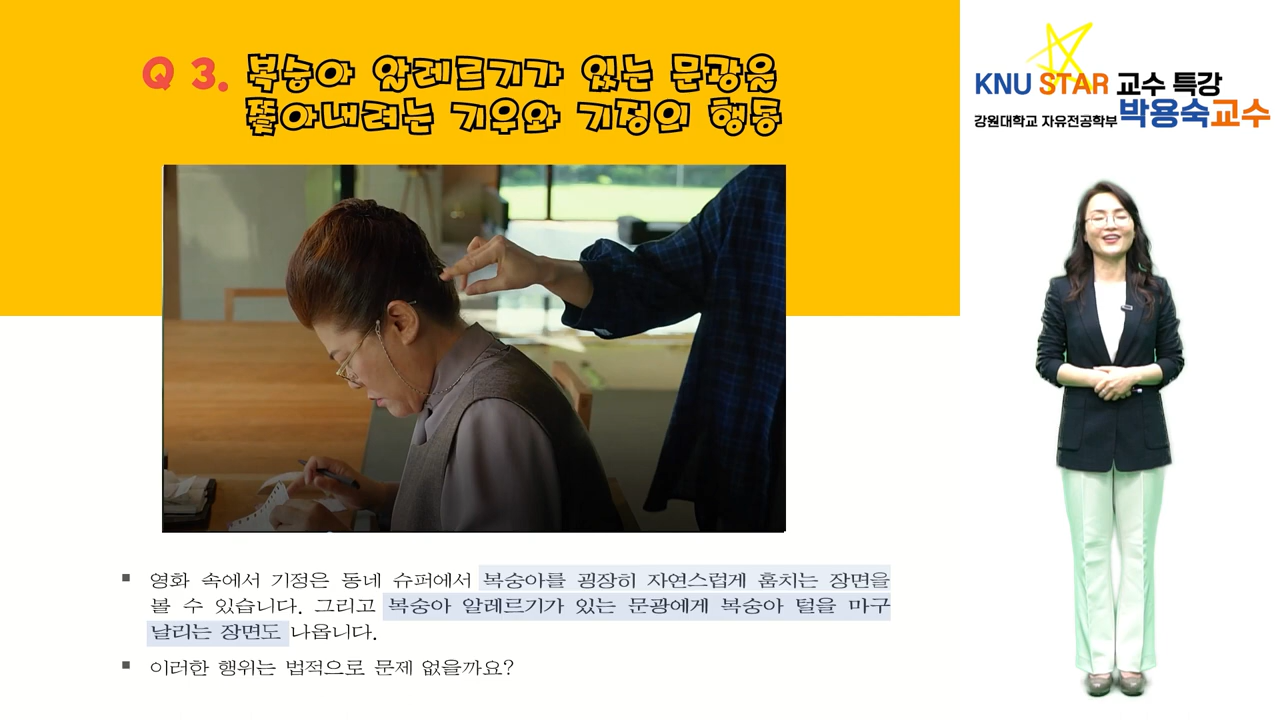 Q 3. 복숭아 알레르기가 있는 문광을
쫓아내려는 기우와 기정의 행동
KNU STAR 교수 특강
강원대학교 자유전공학부 박용숙교수
▪ 영화 속에서 기정은 동네 슈퍼에서 복숭아를 굉장히 자연스럽게 훔치는 장면을
볼 수 있습니다. 그리고 복숭아 알레르기가 있는 문광에게 복숭아 털을 마구
날리는 장면도 나옵니다.
▪ 이러한 행위는 법적으로 문제 없을까요?